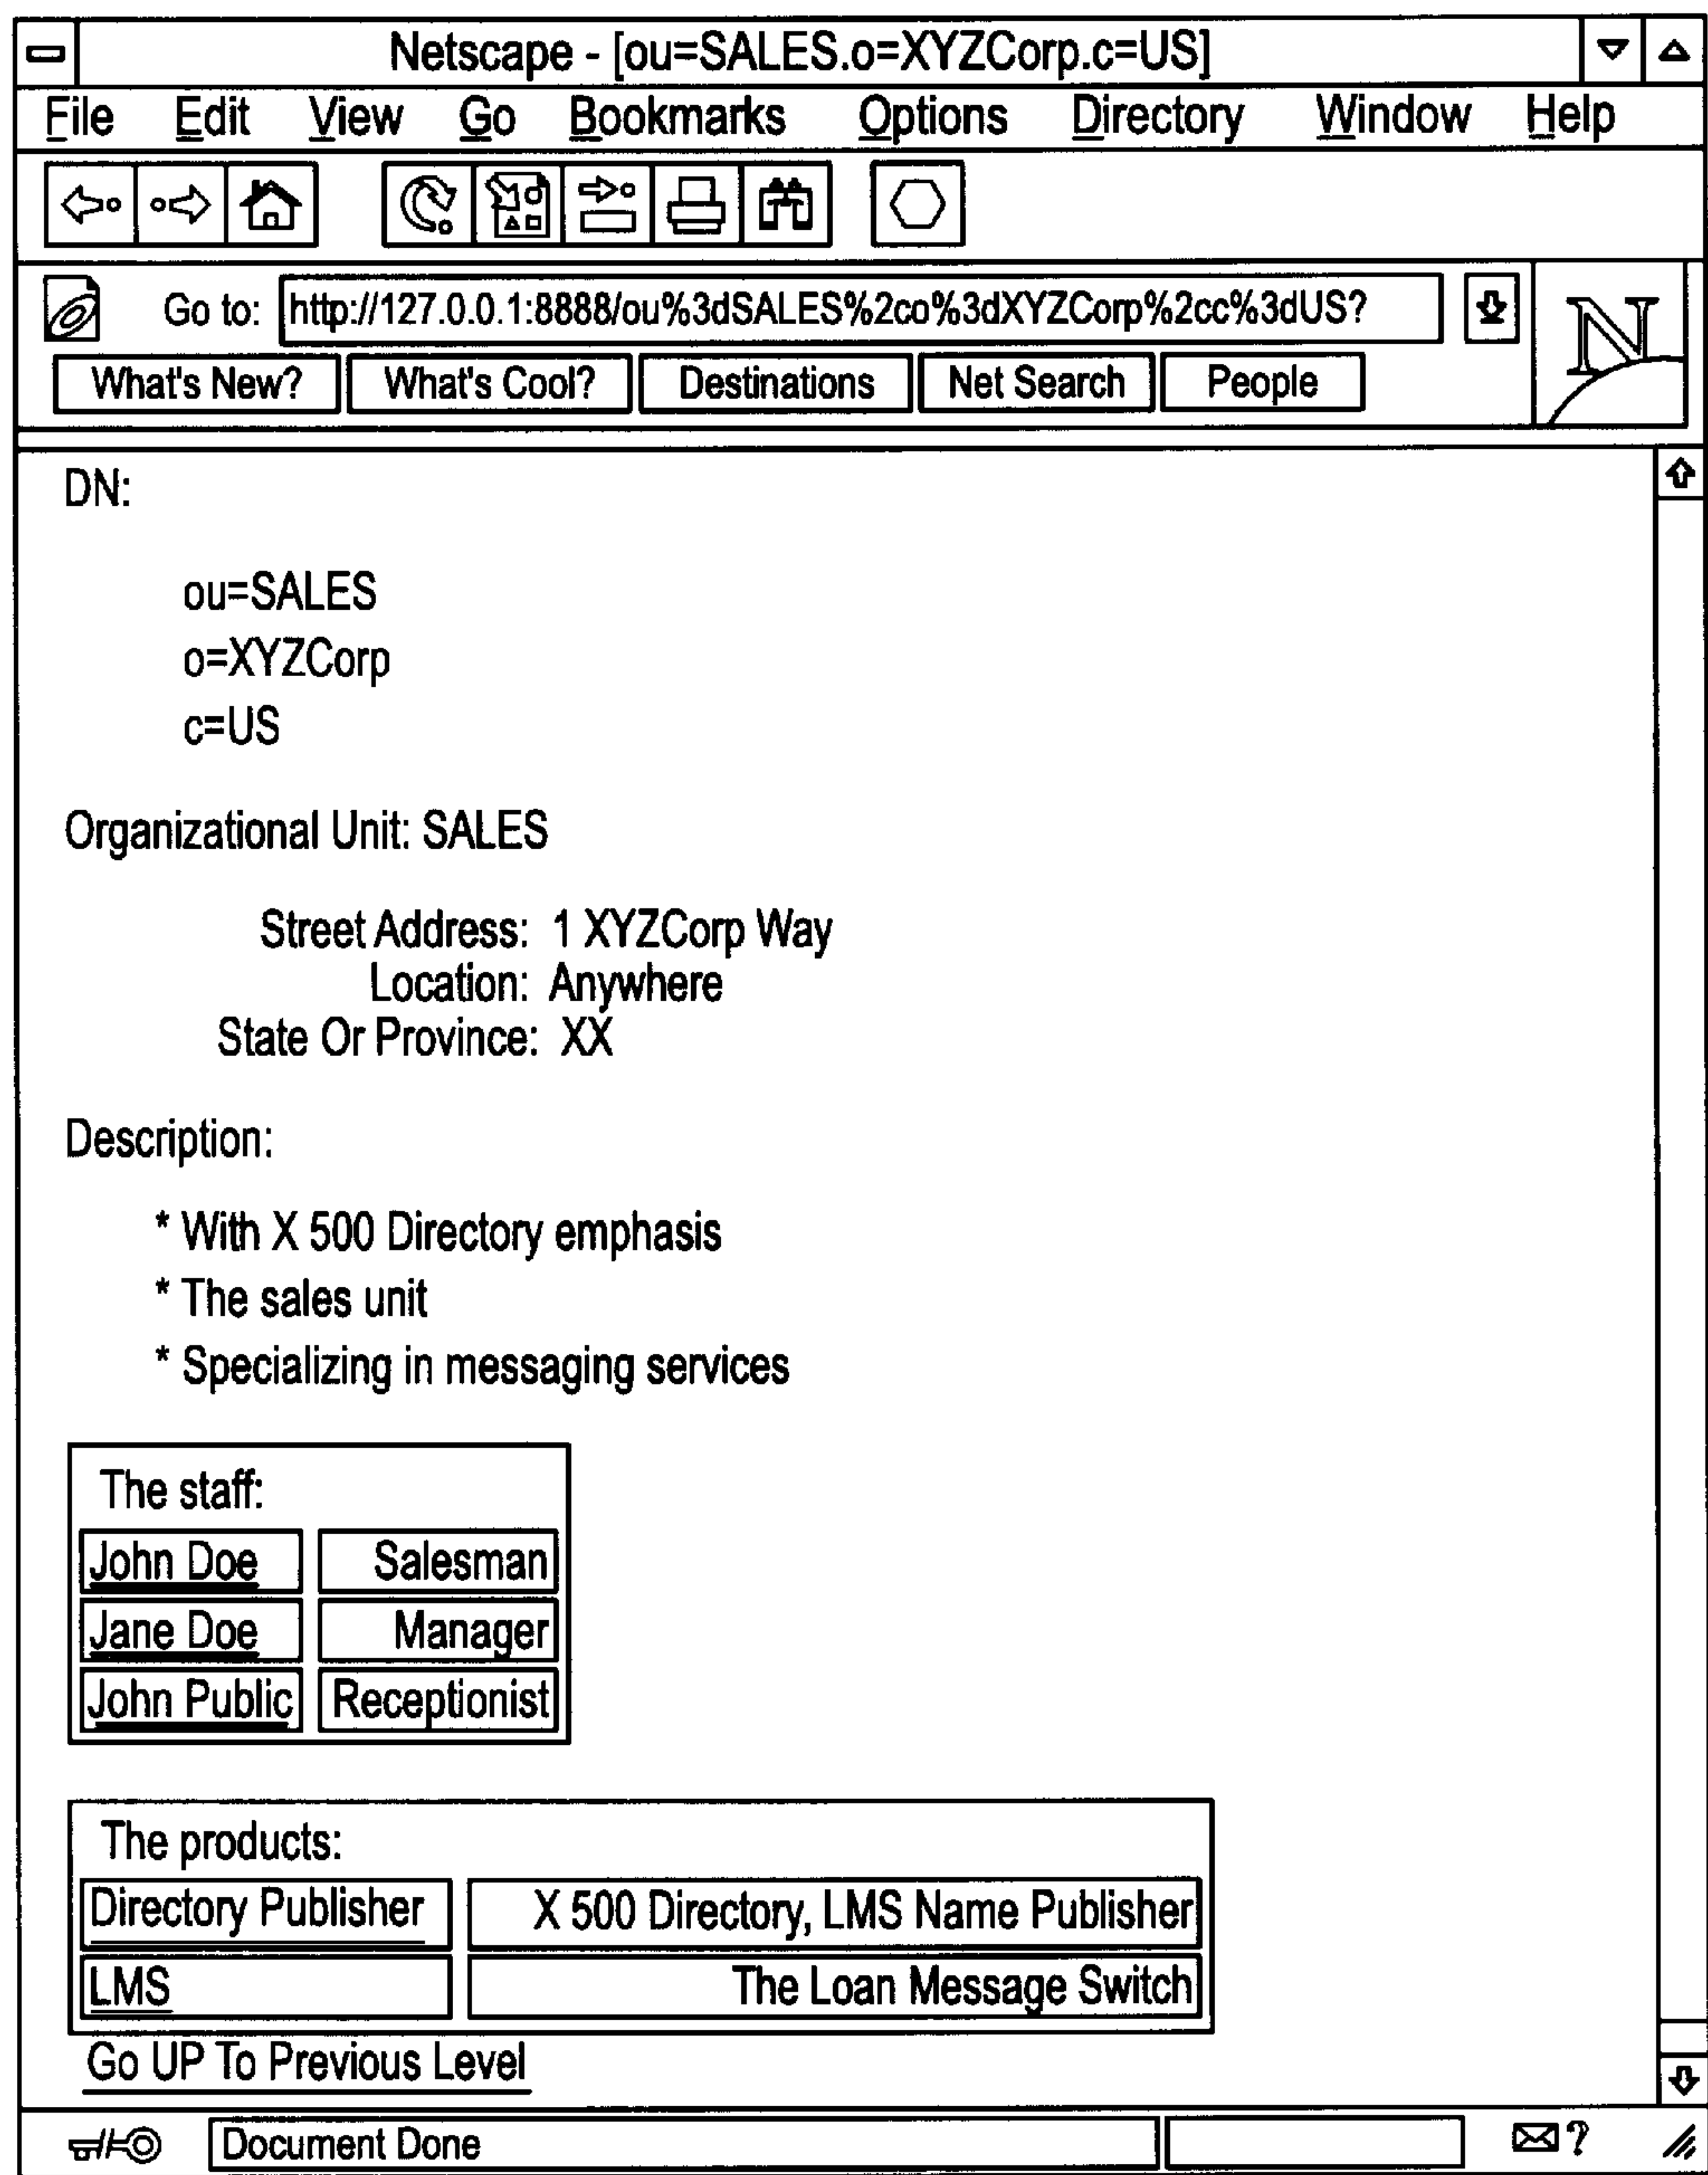 Netscape - [ou=SALES.o=XYZCorp.c=US]
File Edit View Go Bookmarks Options Directory Window Help
Go to: http://127.0.0.1:8888/ou%3dSALES%2co%3dXYZCorp%2cc%3dUS?
N
What's New? What's Cool? Destinations Net Search People
DN:
ou=SALES
o=XYZCorp
c=US
Organizational Unit: SALES
Street Address: 1 XYZCorp Way
Location: Anywhere
State Or Province: XX
Description:
* With X 500 Directory emphasis
* The sales unit
* Specializing in messaging services
The staff:
John Doe Salesman
Jane Doe Manager
John Public Receptionist
The products:
Directory Publisher X 500 Directory, LMS Name Publisher
LMS The Loan Message Switch
Go UP To Previous Level
Document Done ?